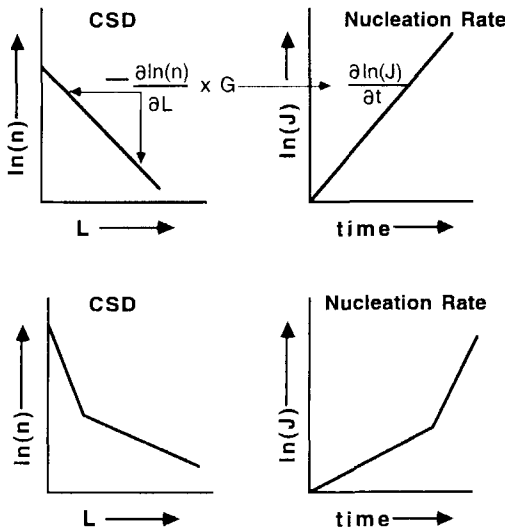 CSD
Nucleation Rate
ln(n)
− ∂ln(n)/∂L x G
∂ln(J)/∂t
ln(J)
L
time
CSD
Nucleation Rate
ln(n)
ln(J)
L
time